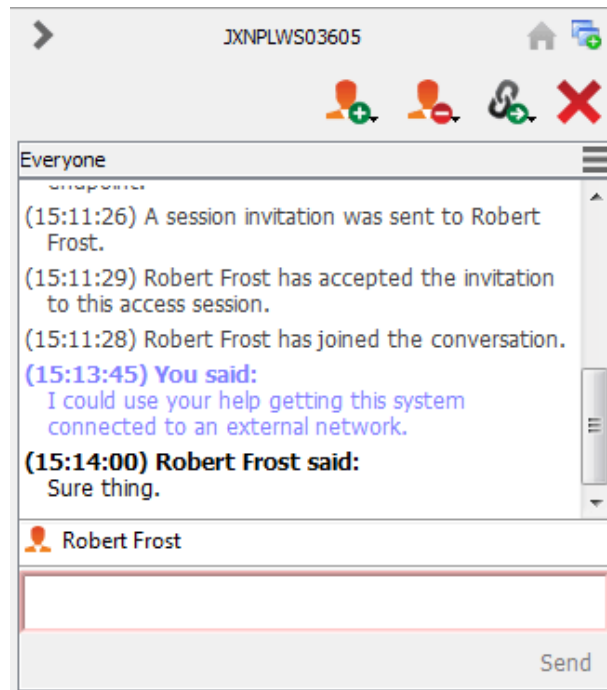 JXNPLWS03605
Everyone
endpoint.
(15:11:26) A session invitation was sent to Robert
Frost.
(15:11:29) Robert Frost has accepted the invitation
to this access session.
(15:11:28) Robert Frost has joined the conversation.
(15:13:45) You said:
I could use your help getting this system
connected to an external network.
(15:14:00) Robert Frost said:
Sure thing.
Robert Frost
Send